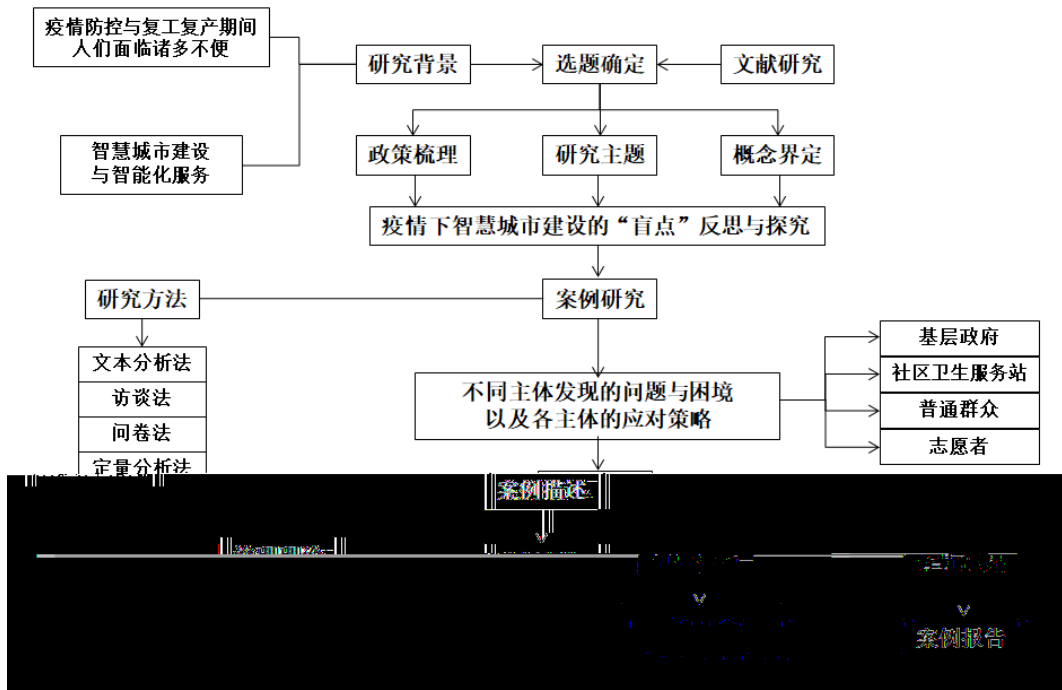 疫情防控与复工复产期间
人们面临诸多不便
研究背景
选题确定
文献研究
智慧城市建设
与智能化服务
政策梳理
研究主题
概念界定
疫情下智慧城市建设的“盲点”反思与探究
研究方法
案例研究
文本分析法
访谈法
问卷法
定量分析法
不同主体发现的问题与困境
以及各主体的应对策略
基层政府
社区卫生服务站
普通群众
志愿者
案例描述
案例报告